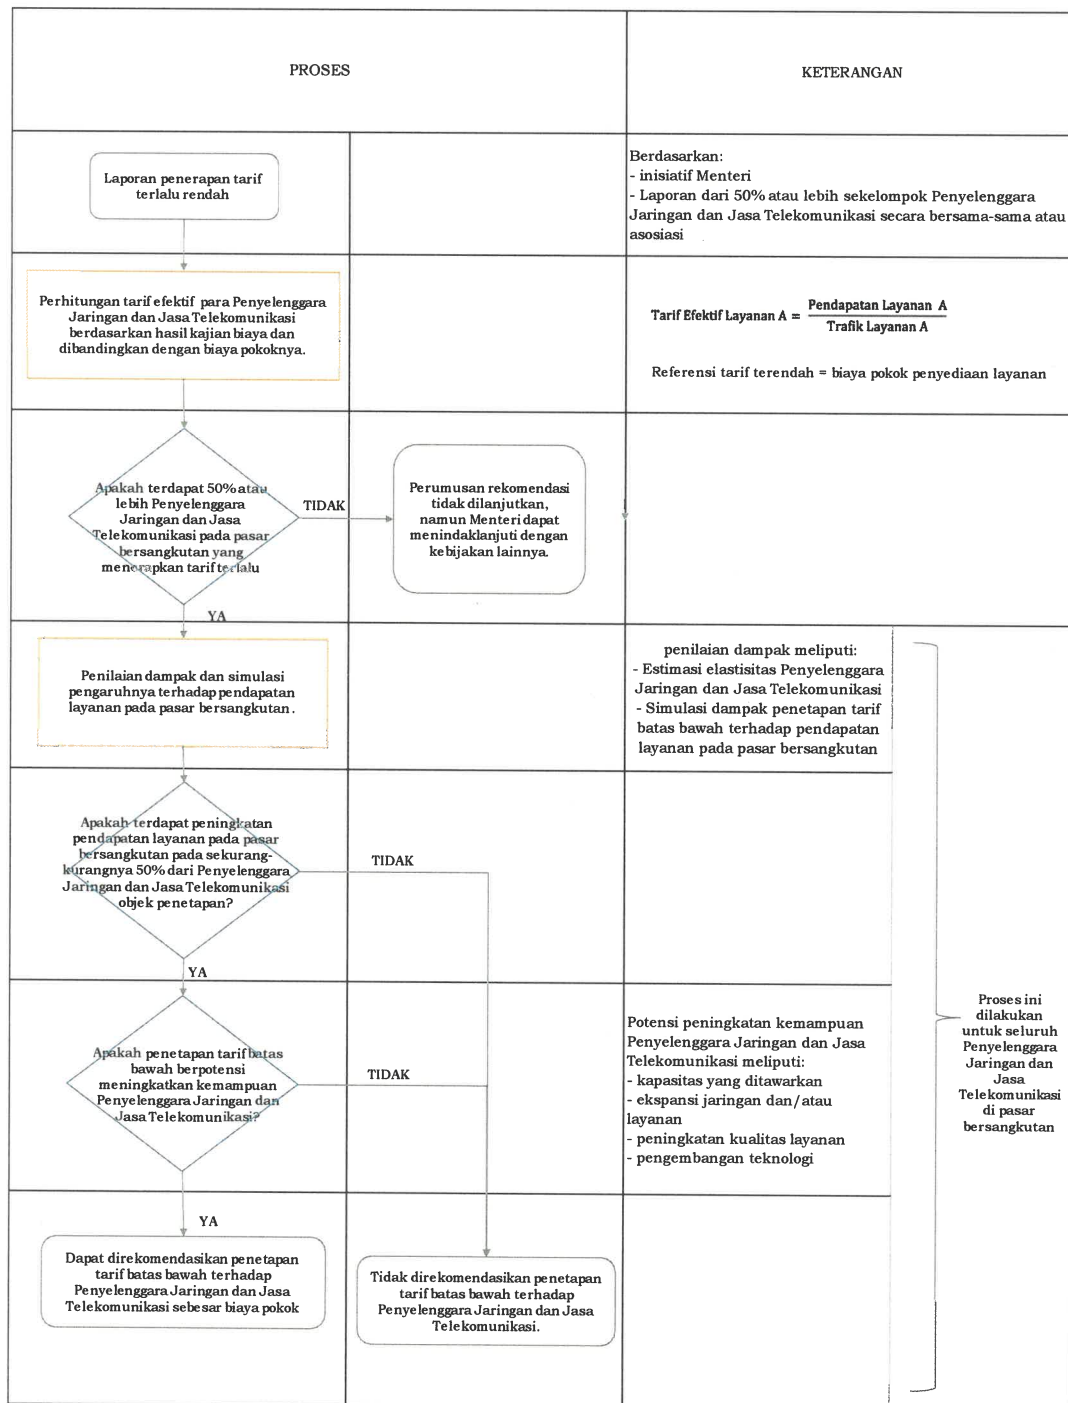 PROSES
KETERANGAN
Laporan penerapan tarif
terlalu rendah
Berdasarkan:
- inisiatif Menteri
- Laporan dari 50% atau lebih sekelompok Penyelenggara
Jaringan dan Jasa Telekomunikasi secara bersama-sama atau
asosiasi
Perhitungan tarif efektif para Penyelenggara
Jaringan dan Jasa Telekomunikasi
berdasarkan hasil kajian biaya dan
dibandingkan dengan biaya pokoknya.
Tarif Efektif Layanan A = Pendapatan Layanan A
Trafik Layanan A
Referensi tarif terendah = biaya pokok penyediaan layanan
Apakah terdapat 50% atau
lebih Penyelenggara
Jaringan dan Jasa
Telekomunikasi pada pasar
bersangkutan yang
menerapkan tarif terlalu
TIDAK
Perumusan rekomendasi
tidak dilanjutkan,
namun Menteri dapat
menindaklanjuti dengan
kebijakan lainnya.
YA
Penilaian dampak dan simulasi
pengaruhnya terhadap pendapatan
layanan pada pasar bersangkutan.
penilaian dampak meliputi:
- Estimasi elastisitas Penyelenggara
Jaringan dan Jasa Telekomunikasi
- Simulasi dampak penetapan tarif
batas bawah terhadap pendapatan
layanan pada pasar bersangkutan
Apakah terdapat peningkatan
pendapatan layanan pada pasar
bersangkutan pada sekurang-
kurangnya 50% dari Penyelenggara
Jaringan dan Jasa Telekomunikasi
objek penetapan?
TIDAK
YA
Apakah penetapan tarif batas
bawah berpotensi
meningkatkan kemampuan
Penyelenggara Jaringan dan
Jasa Telekomunikasi?
TIDAK
Potensi peningkatan kemampuan
Penyelenggara Jaringan dan Jasa
Telekomunikasi meliputi:
- kapasitas yang ditawarkan
- ekspansi jaringan dan/atau
layanan
- peningkatan kualitas layanan
- pengembangan teknologi
Proses ini
dilakukan
untuk seluruh
Penyelenggara
Jaringan dan
Jasa
Telekomunikasi
di pasar
bersangkutan
YA
Dapat direkomendasikan penetapan
tarif batas bawah terhadap
Penyelenggara Jaringan dan Jasa
Telekomunikasi sebesar biaya pokok
Tidak direkomendasikan penetapan
tarif batas bawah terhadap
Penyelenggara Jaringan dan Jasa
Telekomunikasi.